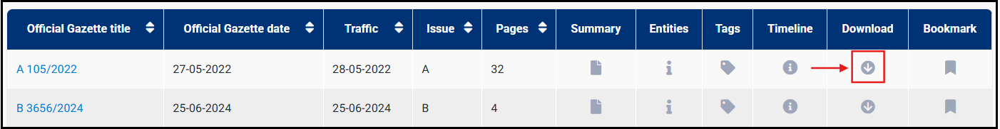 Official Gazette title Official Gazette date Traffic Issue Pages Summary Entities Tags Timeline Download Bookmark
A 105/2022 27-05-2022 28-05-2022 A 32
B 3656/2024 25-06-2024 25-06-2024 B 4